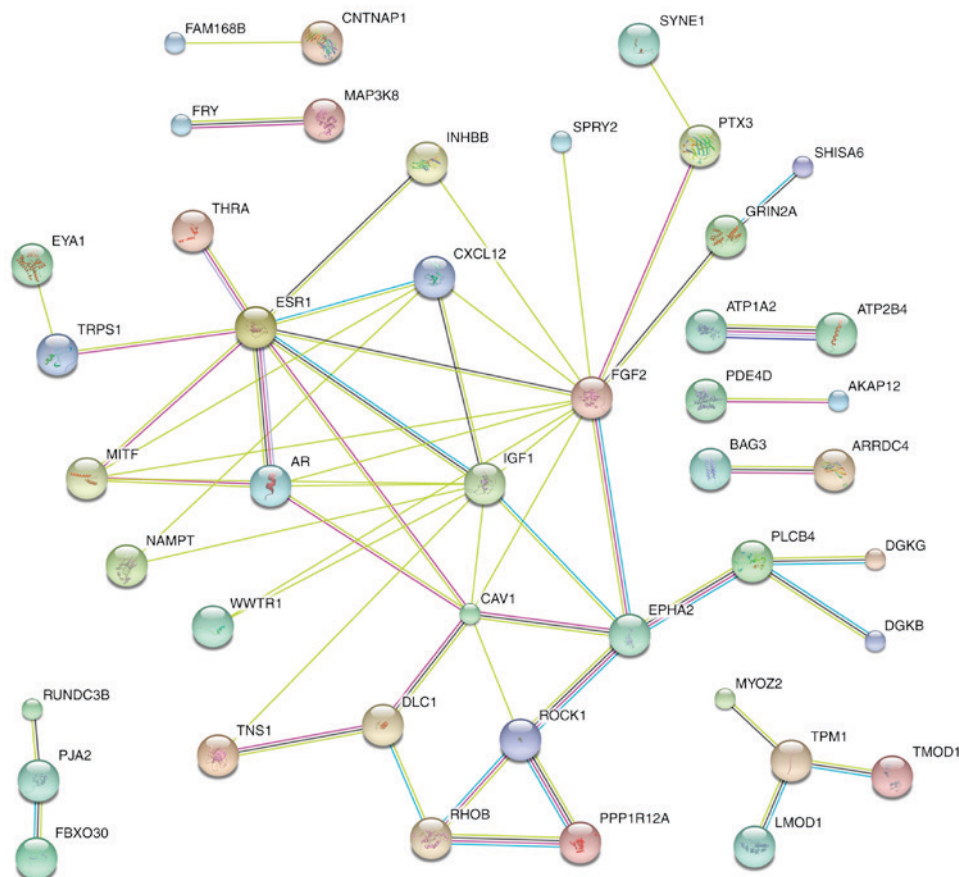 FAM168B
CNTNAP1
SYNE1
FRY
MAP3K8
INHBB
SPRY2
PTX3
SHISA6
THRA
GRIN2A
EYA1
CXCL12
ESR1
ATP1A2
ATP2B4
TRPS1
FGF2
PDE4D
AKAP12
MITF
AR
IGF1
BAG3
ARRDC4
NAMPT
PLCB4
DGKG
WWTR1
CAV1
EPHA2
DGKB
RUNDC3B
MYOZ2
DLC1
TNS1
ROCK1
TPM1
TMOD1
PJA2
RHOB
PPP1R12A
LMOD1
FBXO30